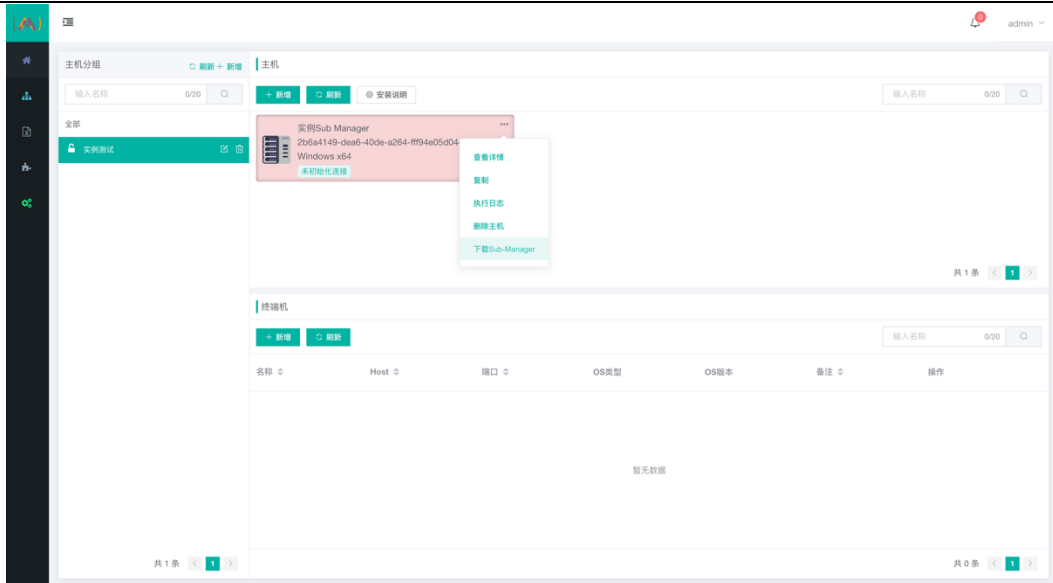 (A)
0
admin
主机分组
刷新
+ 新增
输入名称
0/20
全部
实例测试
共 1 条
1
主机
+ 新增
刷新
安装说明
输入名称
0/20
实例Sub Manager
2b6a4149-dea6-40de-a264-fff94e05d04
Windows x64
未初始化连接
查看详情
复制
执行日志
删除主机
下载Sub-Manager
共 1 条
1
终端机
+ 新增
刷新
输入名称
0/20
名称
Host
端口
OS类型
OS版本
备注
操作
暂无数据
共 0 条
1